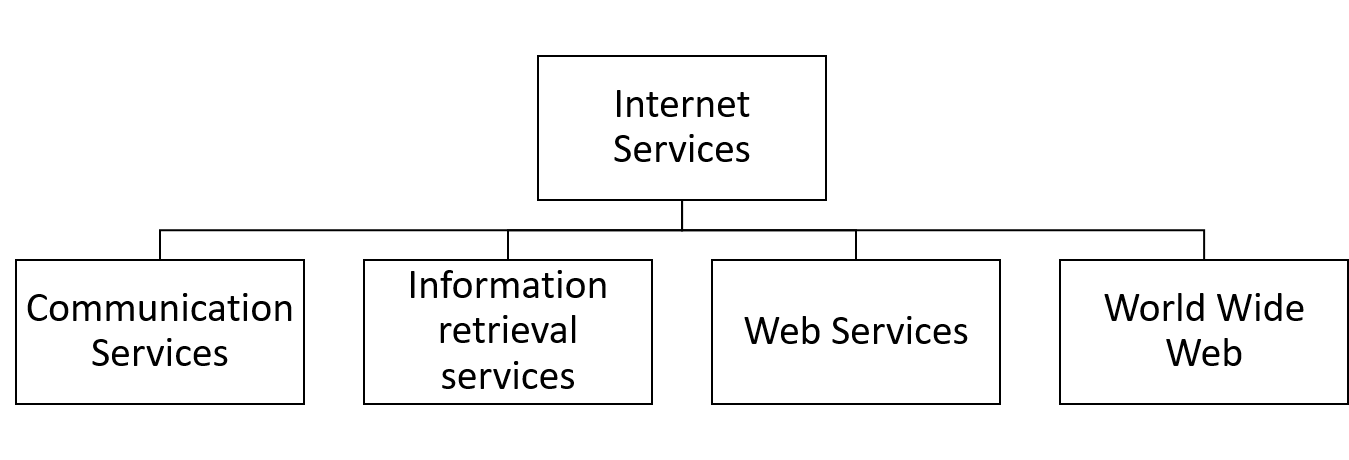 Internet
Services
Communication
Services
Information
retrieval
services
Web Services
World Wide
Web